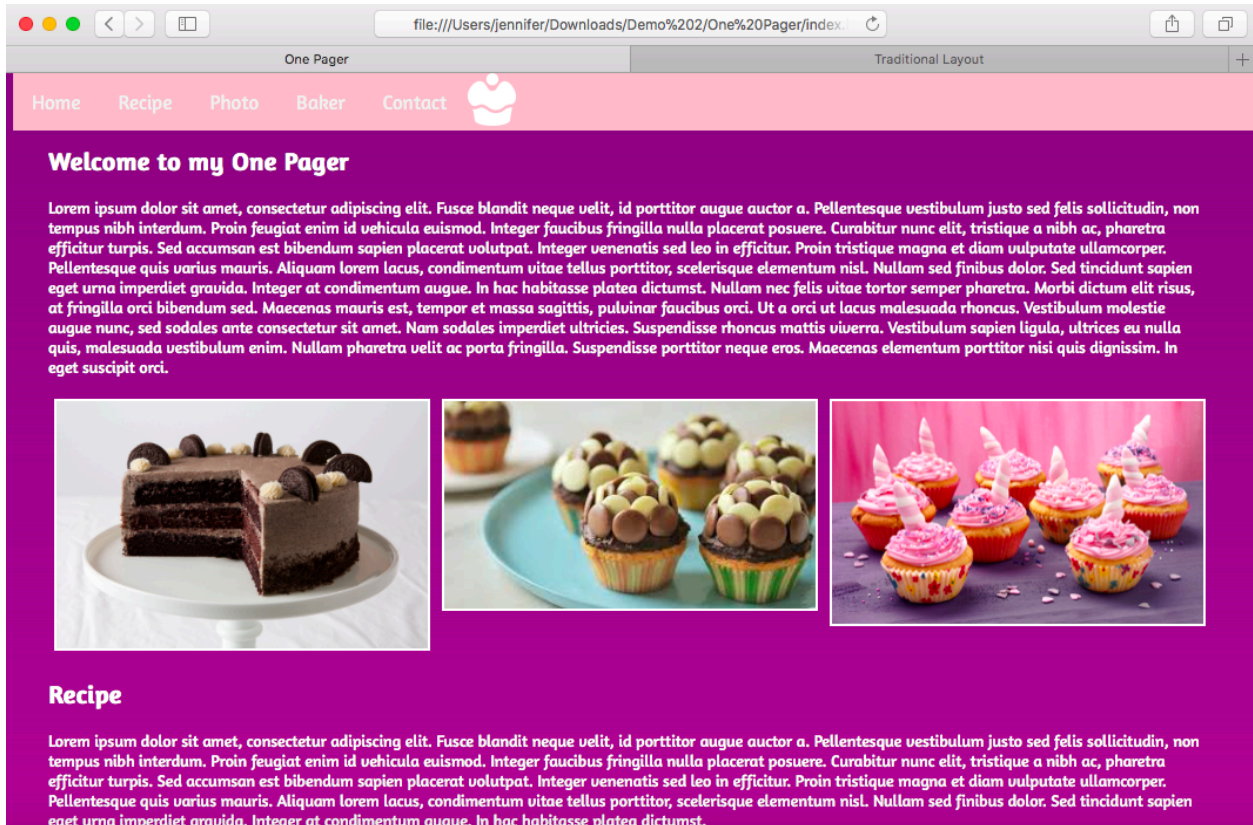 file:///Users/jennifer/Downloads/Demo%202/One%20Pager/index.
One Pager
Traditional Layout
Home Recipe Photo Baker Contact
Welcome to my One Pager
Lorem ipsum dolor sit amet, consectetur adipiscing elit. Fusce blandit neque velit, id porttitor augue auctor a. Pellentesque vestibulum justo sed felis sollicitudin, non
tempus nibh interdum. Proin feugiat enim id vehicula euismod. Integer faucibus fringilla nulla placerat posuere. Curabitur nunc elit, tristique a nibh ac, pharetra
efficitur turpis. Sed accumsan est bibendum sapien placerat volutpat. Integer venenatis sed leo in efficitur. Proin tristique magna et diam vulputate ullamcorper.
Pellentesque quis varius mauris. Aliquam lorem lacus, condimentum vitae tellus porttitor, scelerisque elementum nisl. Nullam sed finibus dolor. Sed tincidunt sapien
eget urna imperdiet gravida. Integer at condimentum augue. In hac habitasse platea dictumst. Nullam nec felis vitae tortor semper pharetra. Morbi dictum elit risus,
at fringilla orci bibendum sed. Maecenas mauris est, tempor et massa sagittis, pulvinar faucibus orci. Ut a orci ut lacus malesuada rhoncus. Vestibulum molestie
augue nunc, sed sodales ante consectetur sit amet. Nam sodales imperdiet ultricies. Suspendisse rhoncus mattis viverra. Vestibulum sapien ligula, ultrices eu nulla
quis, malesuada vestibulum enim. Nullam pharetra velit ac porta fringilla. Suspendisse porttitor neque eros. Maecenas elementum porttitor nisi quis dignissim. In
eget suscipit orci.
Recipe
Lorem ipsum dolor sit amet, consectetur adipiscing elit. Fusce blandit neque velit, id porttitor augue auctor a. Pellentesque vestibulum justo sed felis sollicitudin, non
tempus nibh interdum. Proin feugiat enim id vehicula euismod. Integer faucibus fringilla nulla placerat posuere. Curabitur nunc elit, tristique a nibh ac, pharetra
efficitur turpis. Sed accumsan est bibendum sapien placerat volutpat. Integer venenatis sed leo in efficitur. Proin tristique magna et diam vulputate ullamcorper.
Pellentesque quis varius mauris. Aliquam lorem lacus, condimentum vitae tellus porttitor, scelerisque elementum nisl. Nullam sed finibus dolor. Sed tincidunt sapien
eget urna imperdiet gravida. Integer at condimentum augue. In hac habitasse platea dictumst.